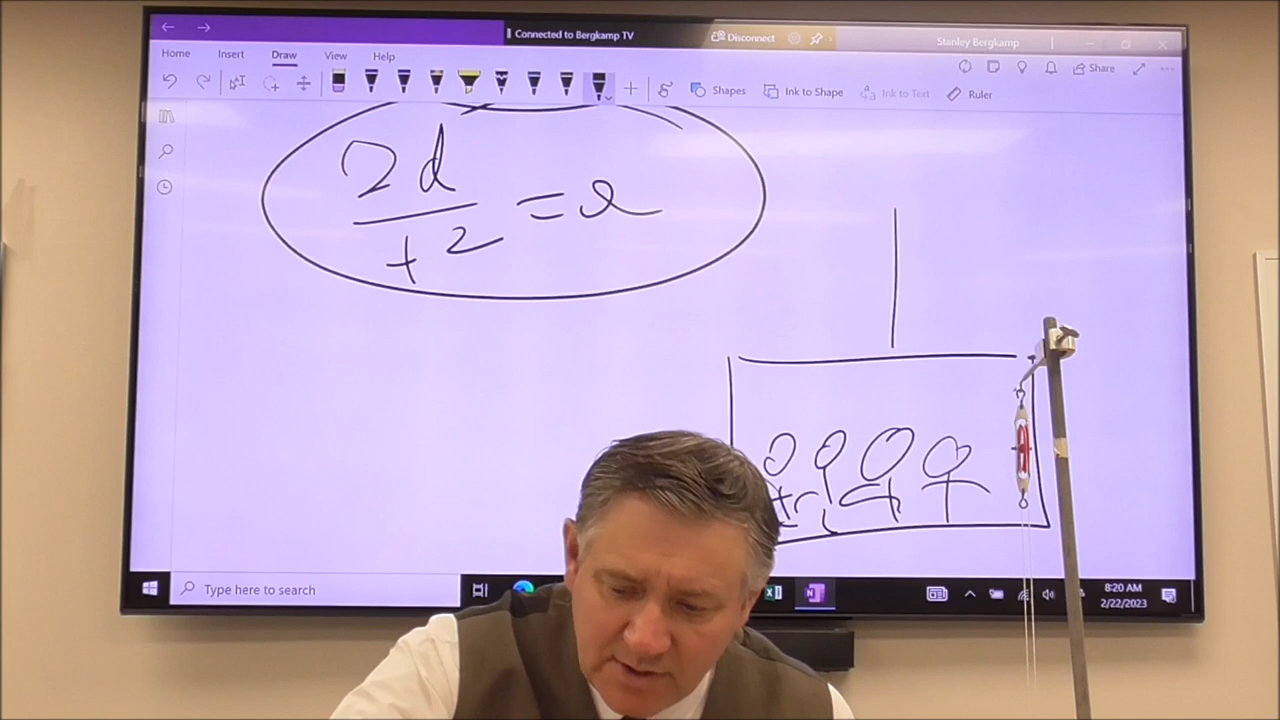 Connected to Bergkamp TV
Disconnect
Stanley Bergkamp
Home Insert Draw View Help
Share
Shapes Ink to Shape Ink to Text Ruler
2d
t2 = a
Type here to search
8:20 AM
2/22/2023